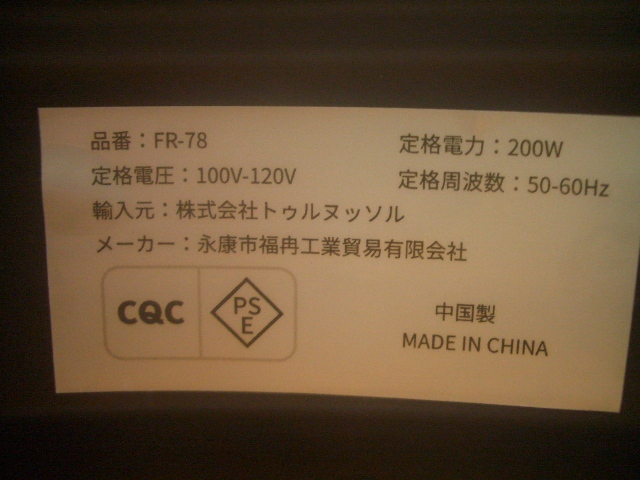 品番：FR-78
定格電力：200W
定格電圧：100V-120V
定格周波数：50-60Hz
輸入元：株式会社トゥルヌッソル
メーカー：永康市福冉工業貿易有限会社
CQC
PS
E
中国製
MADE IN CHINA